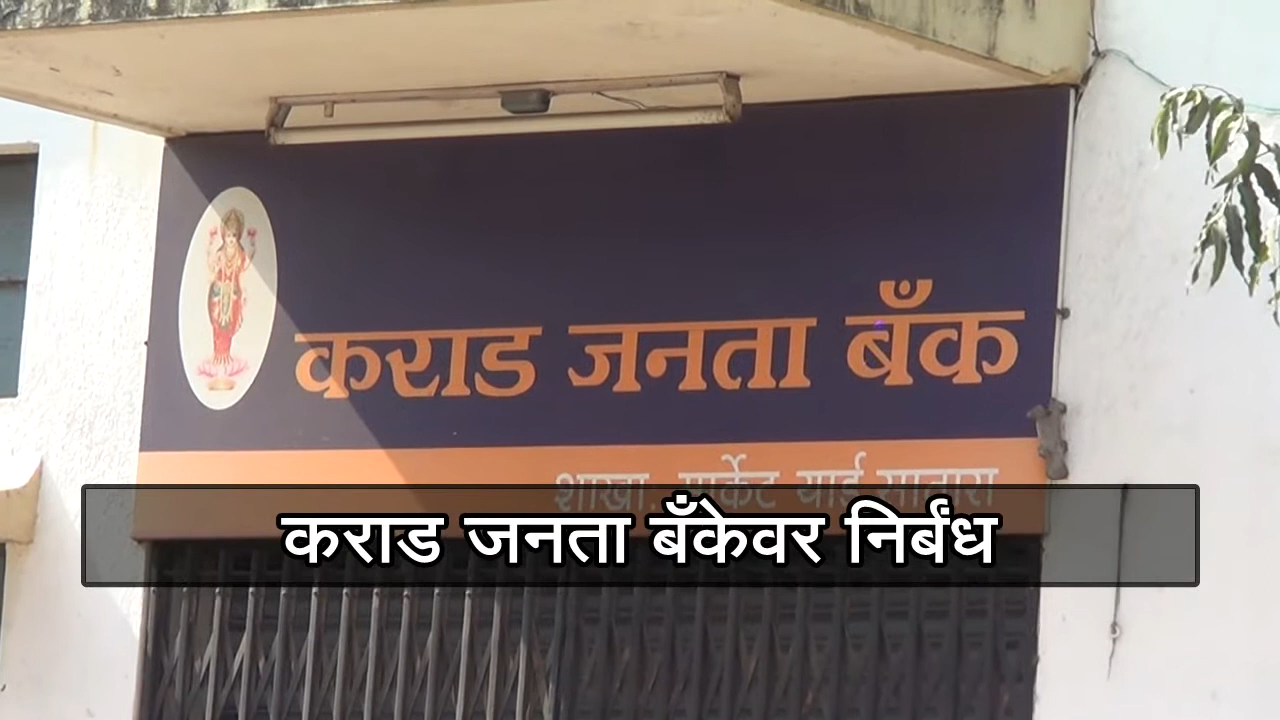 कराड जनता बँक
शाखा. मार्केट यार्ड सातारा
कराड जनता बँकेवर निर्बंध